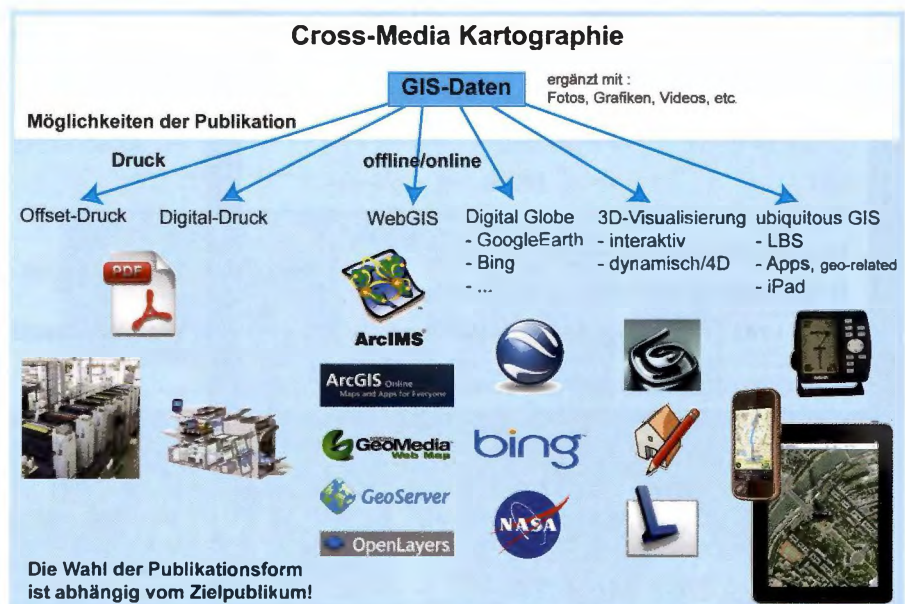 Cross-Media Kartographie
GIS-Daten
ergänzt mit :
Fotos, Grafiken, Videos, etc.
Möglichkeiten der Publikation
Druck
offline/online
Offset-Druck
Digital-Druck
WebGIS
Digital Globe
- GoogleEarth
- Bing
- ...
3D-Visualisierung
- interaktiv
- dynamisch/4D
ubiquitous GIS
- LBS
- Apps, geo-related
- iPad
PDF
ArcIMS®
ArcGIS Online
Maps and Apps for Everyone
GeoMedia
Web Map
GeoServer
OpenLayers
bing
NASA
Die Wahl der Publikationsform
ist abhängig vom Zielpublikum!